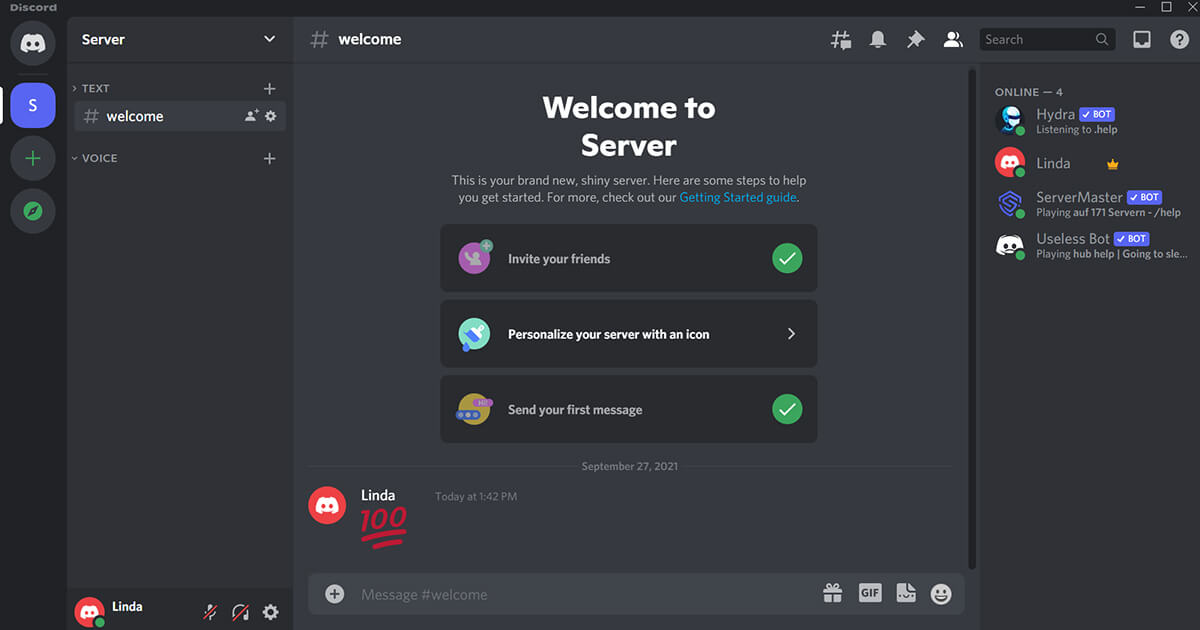 Discord
Server
TEXT
welcome
VOICE
S
Linda
# welcome
Search
Welcome to
Server
This is your brand new, shiny server. Here are some steps to help
you get started. For more, check out our Getting Started guide.
Invite your friends
Personalize your server with an icon
Hi!
Send your first message
September 27, 2021
Linda Today at 1:42 PM
100
Message #welcome
GIF
ONLINE — 4
Hydra ✓ BOT
Listening to .help
Linda
ServerMaster ✓ BOT
Playing auf 171 Servern - /help
Useless Bot ✓ BOT
Playing hub help | Going to sle...